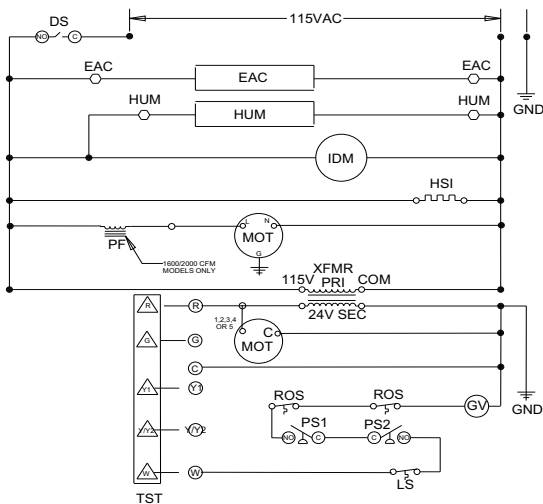 DS
115VAC
NO
C
EAC
EAC
EAC
GND
HUM
HUM
HUM
IDM
HSI
L
N
MOT
G
PF
1600/2000 CFM
MODELS ONLY
XFMR
115V
PRI
COM
24V SEC
R
R
1,2,3,4
OR 5
C
MOT
G
G
C
GND
Y1
Y1
ROS
ROS
GV
PS1
PS2
NO
C
C
NO
Y/Y2
Y/Y2
W
W
LS
TST